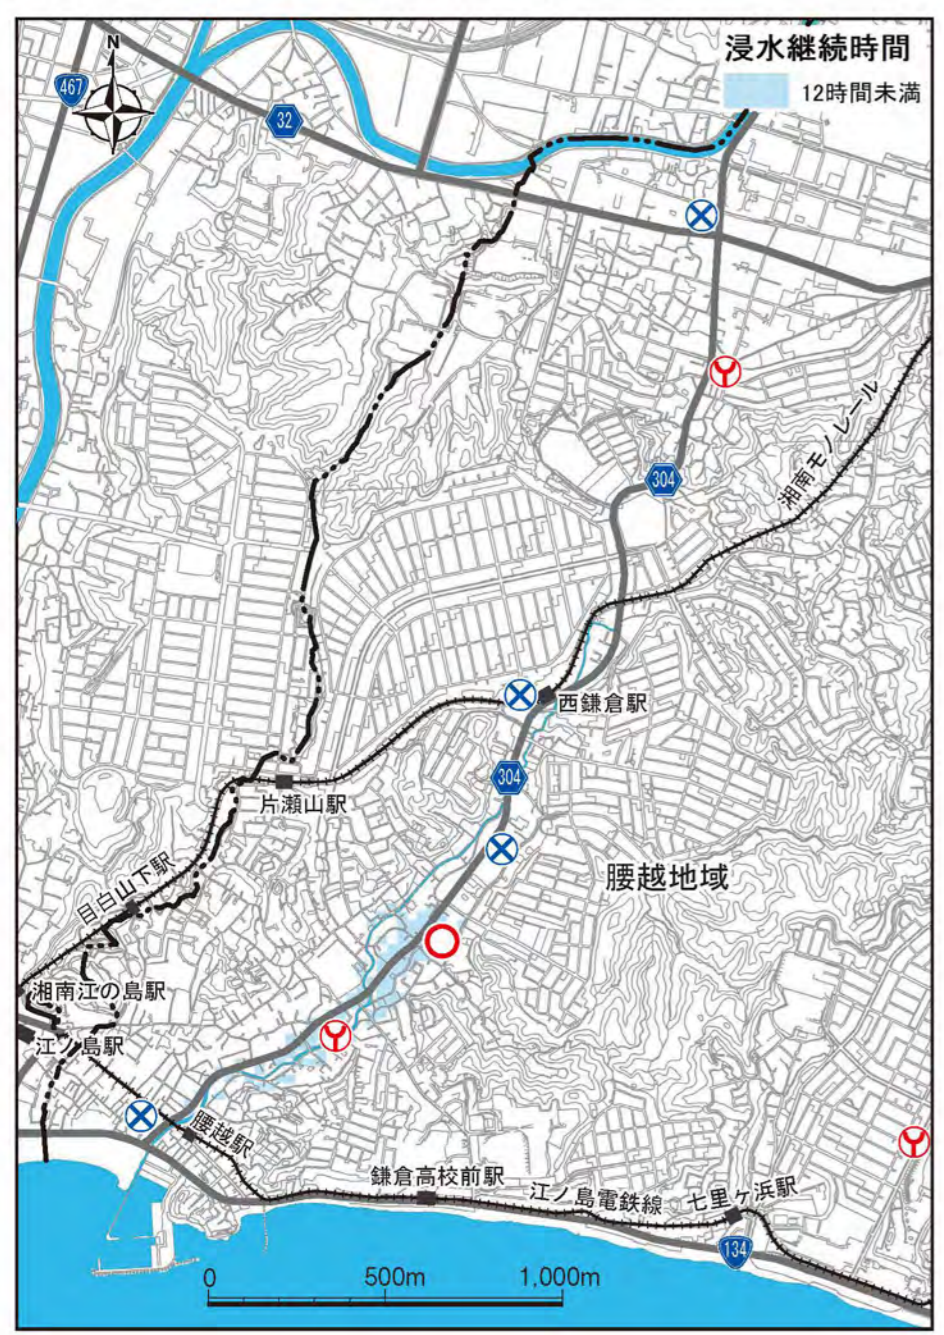 浸水継続時間
12時間未満
N
467
32
304
湘南モノレール
西鎌倉駅
304
片瀬山駅
腰越地域
目白山下駅
湘南江の島駅
江ノ島駅
腰越駅
鎌倉高校前駅
江ノ島電鉄線
七里ヶ浜駅
134
0 500m 1,000m